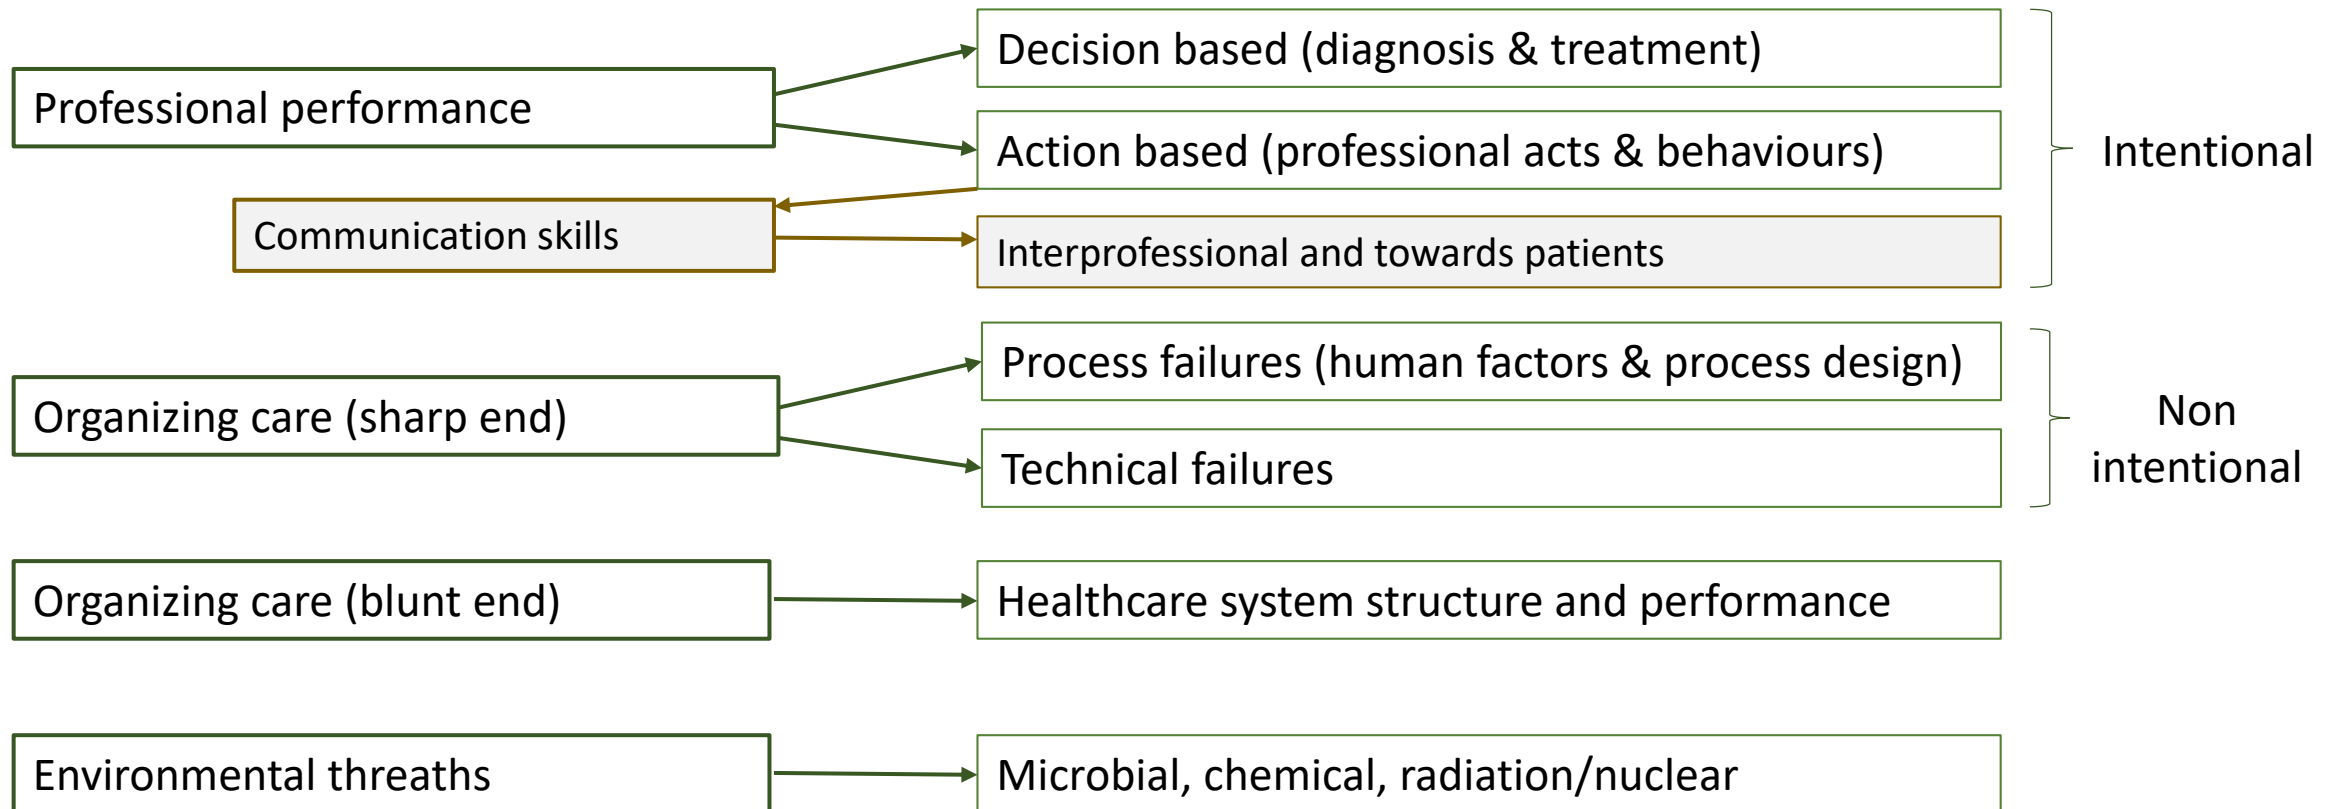 Decision based (diagnosis & treatment)
Professional performance
Action based (professional acts & behaviours)
Intentional
Communication skills
Interprofessional and towards patients
Process failures (human factors & process design)
Organizing care (sharp end)
Non
intentional
Technical failures
Organizing care (blunt end)
Healthcare system structure and performance
Environmental threaths
Microbial, chemical, radiation/nuclear